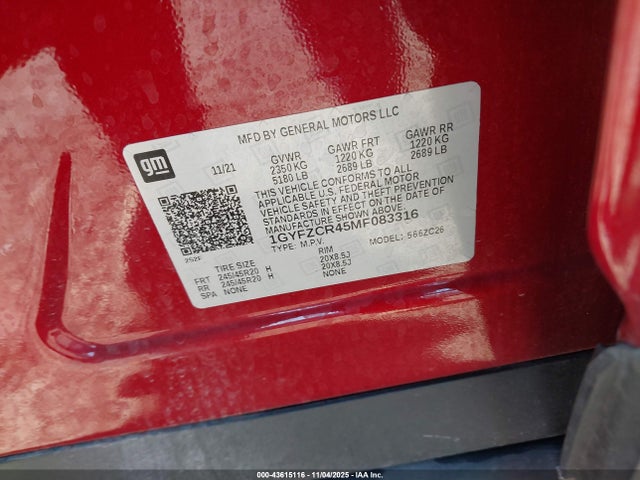 MFD BY GENERAL MOTORS LLC
gm
11/21 GVWR GAWR FRT GAWR RR
2350 KG 1220 KG 1220 KG
5180 LB 2689 LB 2689 LB
THIS VEHICLE CONFORMS TO ALL
APPLICABLE U.S. FEDERAL MOTOR
VEHICLE SAFETY AND THEFT PREVENTION
STANDARDS IN EFFECT ON THE DATE OF
MANUFACTURE SHOWN ABOVE.
1GYFZCR45MF083316
TYPE: M.P.V. MODEL: 566ZC26
252F
TIRE SIZE RIM
FRT 245/45R20 H 20X8.5J
RR 245/45R20 H 20X8.5J
SPA NONE NONE
00-43615116 - 11/04/2025 - IAA Inc.